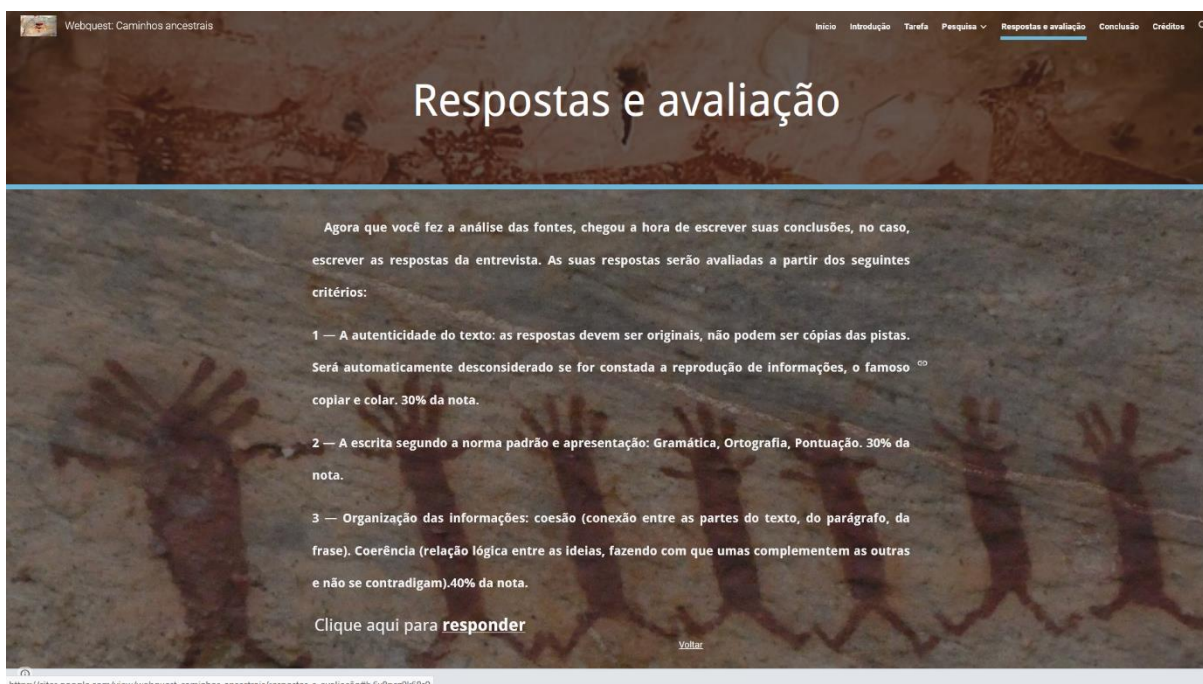 Webquest: Caminhos ancestrais
Início Introdução Tarefa Pesquisa Respostas e avaliação Conclusão Créditos
Respostas e avaliação
Agora que você fez a análise das fontes, chegou a hora de escrever suas conclusões, no caso,
escrever as respostas da entrevista. As suas respostas serão avaliadas a partir dos seguintes
critérios:
1 — A autenticidade do texto: as respostas devem ser originais, não podem ser cópias das pistas.
Será automaticamente desconsiderado se for constada a reprodução de informações, o famoso
copiar e colar. 30% da nota.
2 — A escrita segundo a norma padrão e apresentação: Gramática, Ortografia, Pontuação. 30% da
nota.
3 — Organização das informações: coesão (conexão entre as partes do texto, do parágrafo, da
frase). Coerência (relação lógica entre as ideias, fazendo com que umas complementem as outras
e não se contradigam).40% da nota.
Clique aqui para responder
Voltar